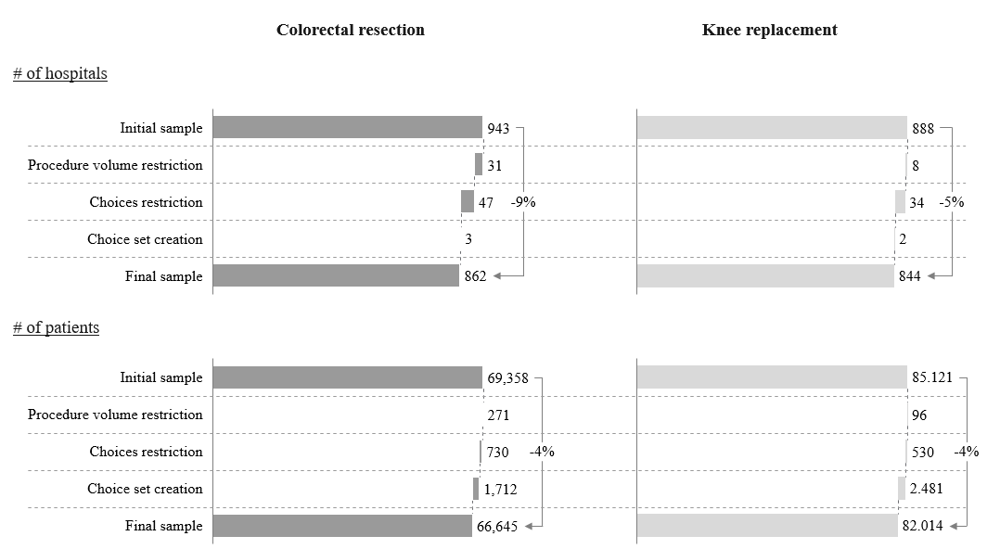 Colorectal resection Knee replacement
# of hospitals
Initial sample 943 888
Procedure volume restriction 31 8
Choices restriction 47 -9% 34 -5%
Choice set creation 3 2
Final sample 862 844
# of patients
Initial sample 69,358 85.121
Procedure volume restriction 271 96
Choices restriction 730 -4% 530 -4%
Choice set creation 1,712 2.481
Final sample 66,645 82.014